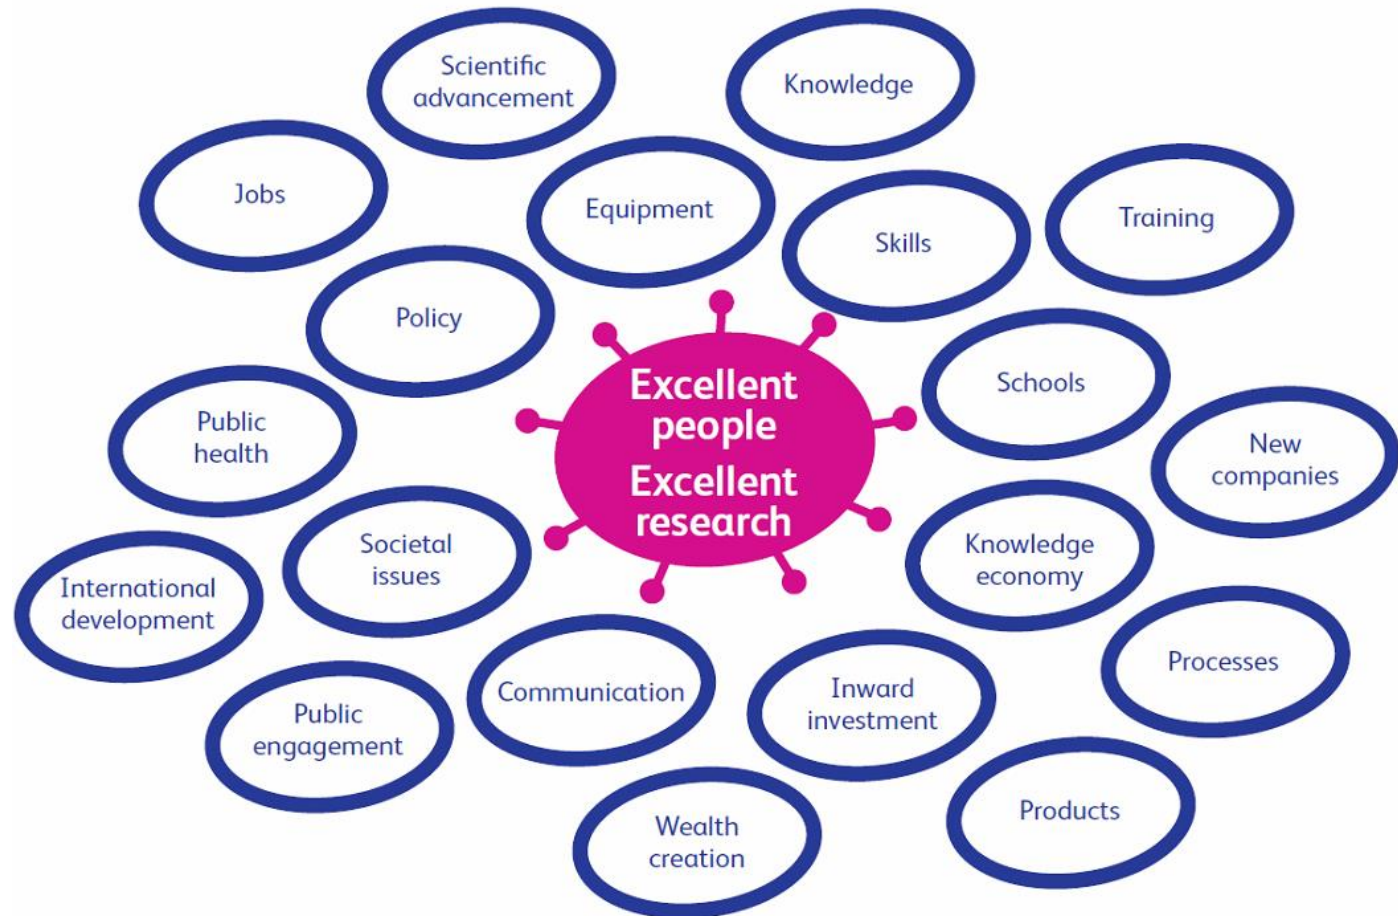 Scientific
advancement
Knowledge
Jobs
Equipment
Skills
Training
Policy
Excellent
people
Excellent
research
Schools
Public
health
New
companies
Societal
issues
Knowledge
economy
International
development
Communication
Inward
investment
Processes
Public
engagement
Wealth
creation
Products